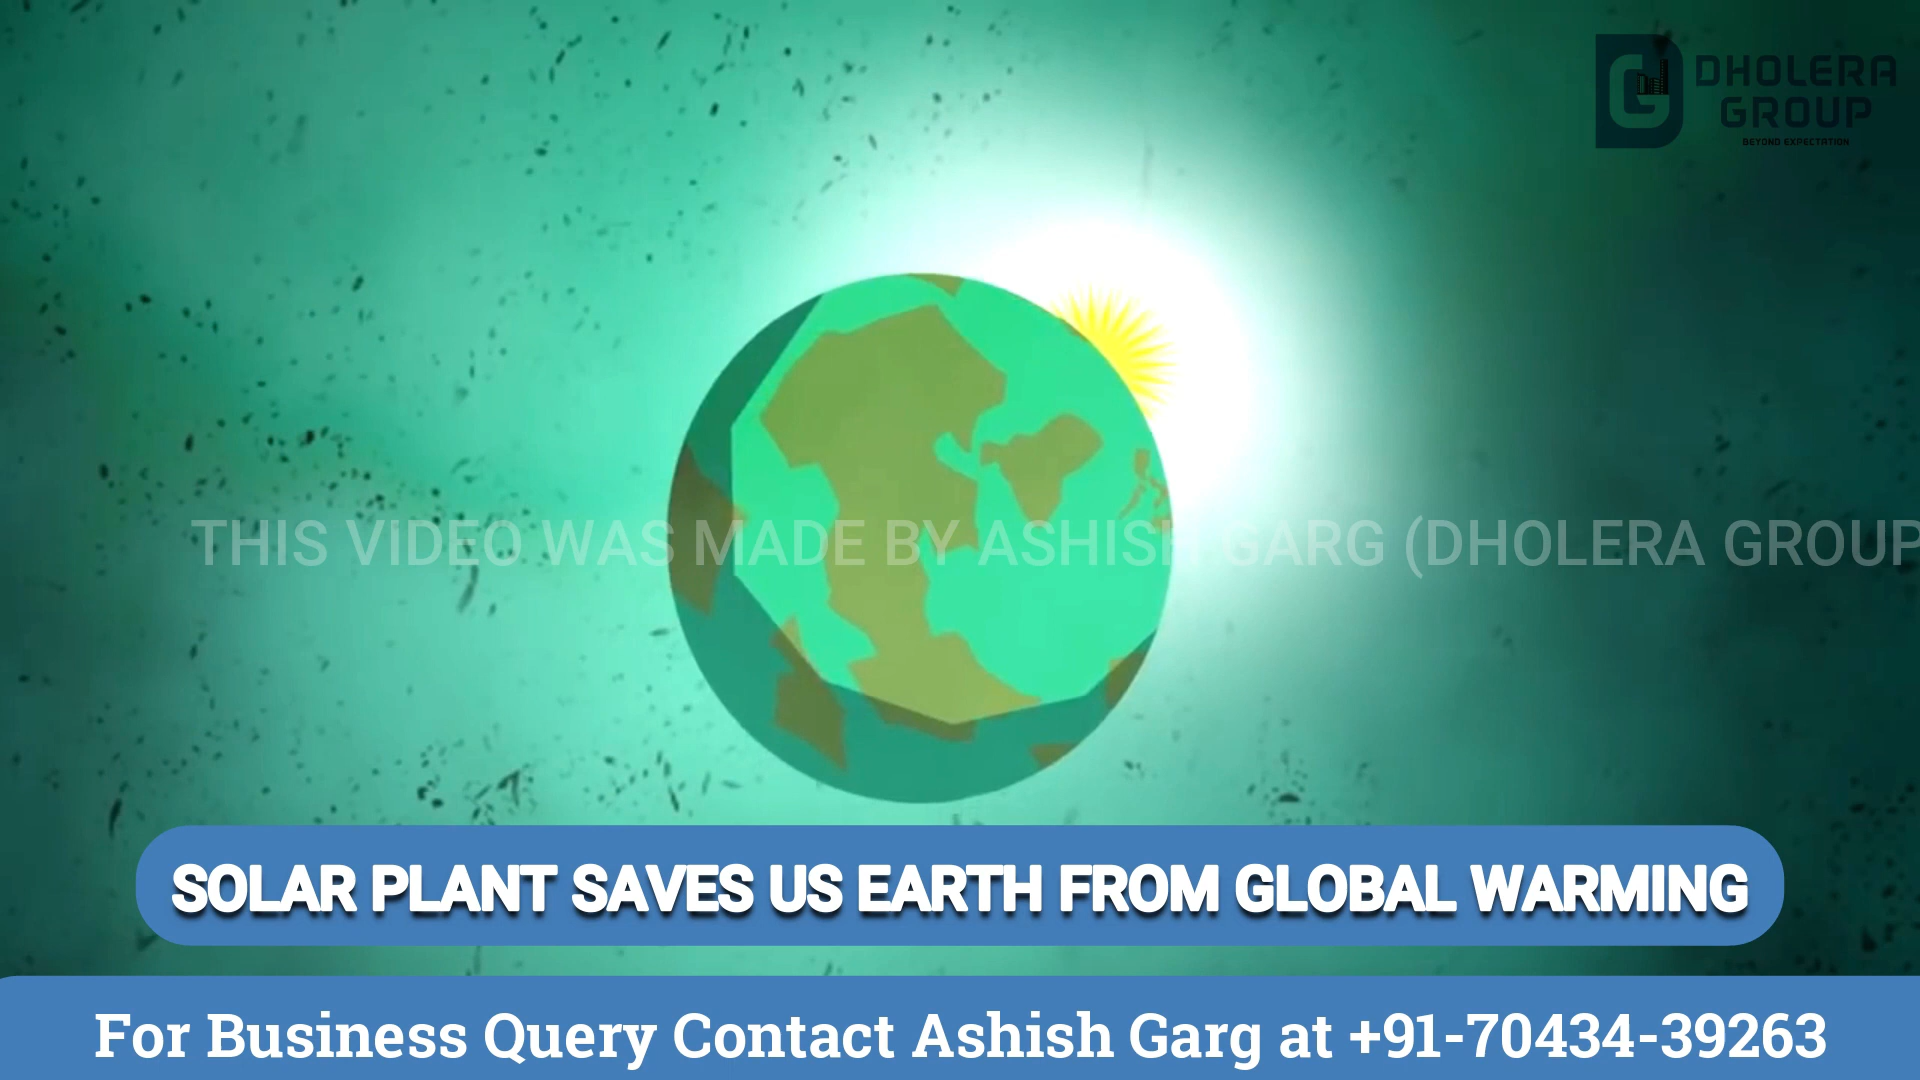 DHOLERA
GROUP
BEYOND EXPECTATION
THIS VIDEO WAS MADE BY ASHISH GARG (DHOLERA GROUP
SOLAR PLANT SAVES US EARTH FROM GLOBAL WARMING
For Business Query Contact Ashish Garg at +91-70434-39263